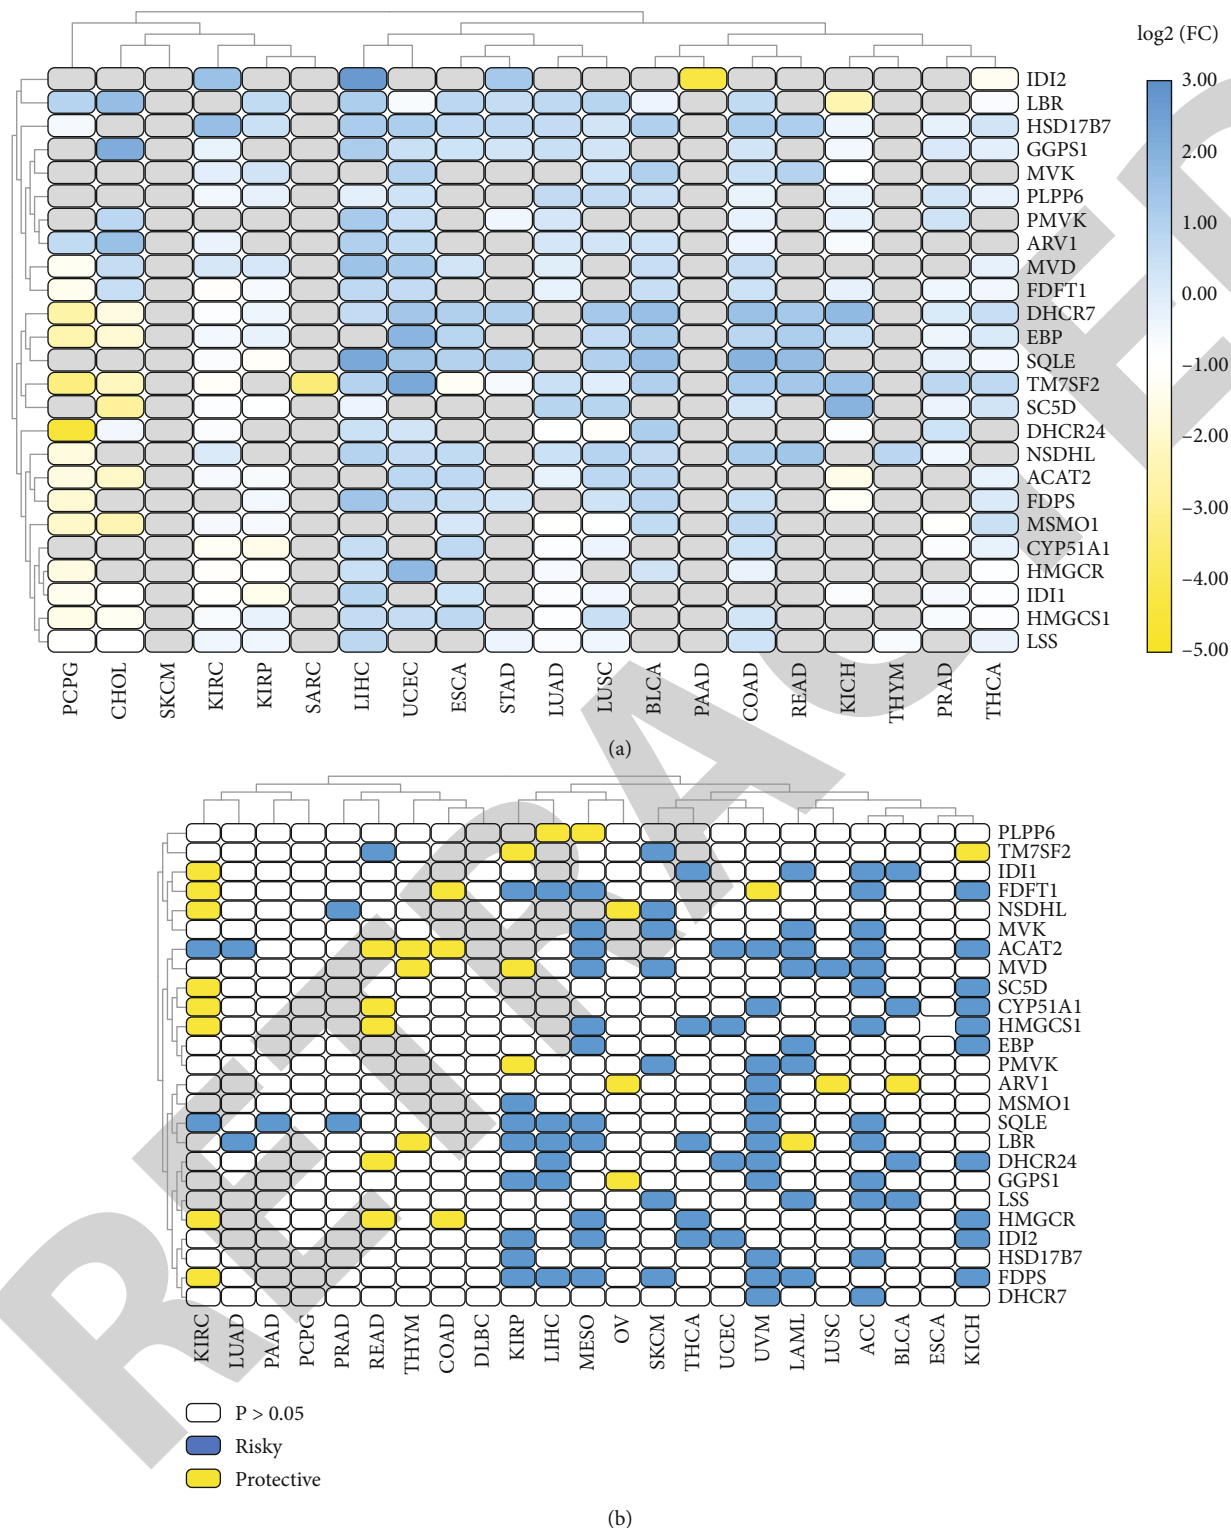 log2 (FC)
3.00
2.00
1.00
0.00
−1.00
−2.00
−3.00
−4.00
−5.00
IDI2
LBR
HSD17B7
GGPS1
MVK
PLPP6
PMVK
ARV1
MVD
FDFT1
DHCR7
EBP
SQLE
TM7SF2
SC5D
DHCR24
NSDHL
ACAT2
FDPS
MSMO1
CYP51A1
HMGCR
IDI1
HMGCS1
LSS
PCPG CHOL SKCM KIRC KIRP SARC LIHC UCEC ESCA STAD LUAD LUSC BLCA PAAD COAD READ KICH THYM PRAD THCA
(a)
PLPP6
TM7SF2
IDI1
FDFT1
NSDHL
MVK
ACAT2
MVD
SC5D
CYP51A1
HMGCS1
EBP
PMVK
ARV1
MSMO1
SQLE
LBR
DHCR24
GGPS1
LSS
HMGCR
IDI2
HSD17B7
FDPS
DHCR7
KIRC LUAD PAAD PCPG PRAD READ THYM COAD DLBC KIRP LIHC MESO OV SKCM THCA UCEC UVM LAML LUSC ACC BLCA ESCA KICH
P > 0.05
Risky
Protective
(b)
RETRACTED